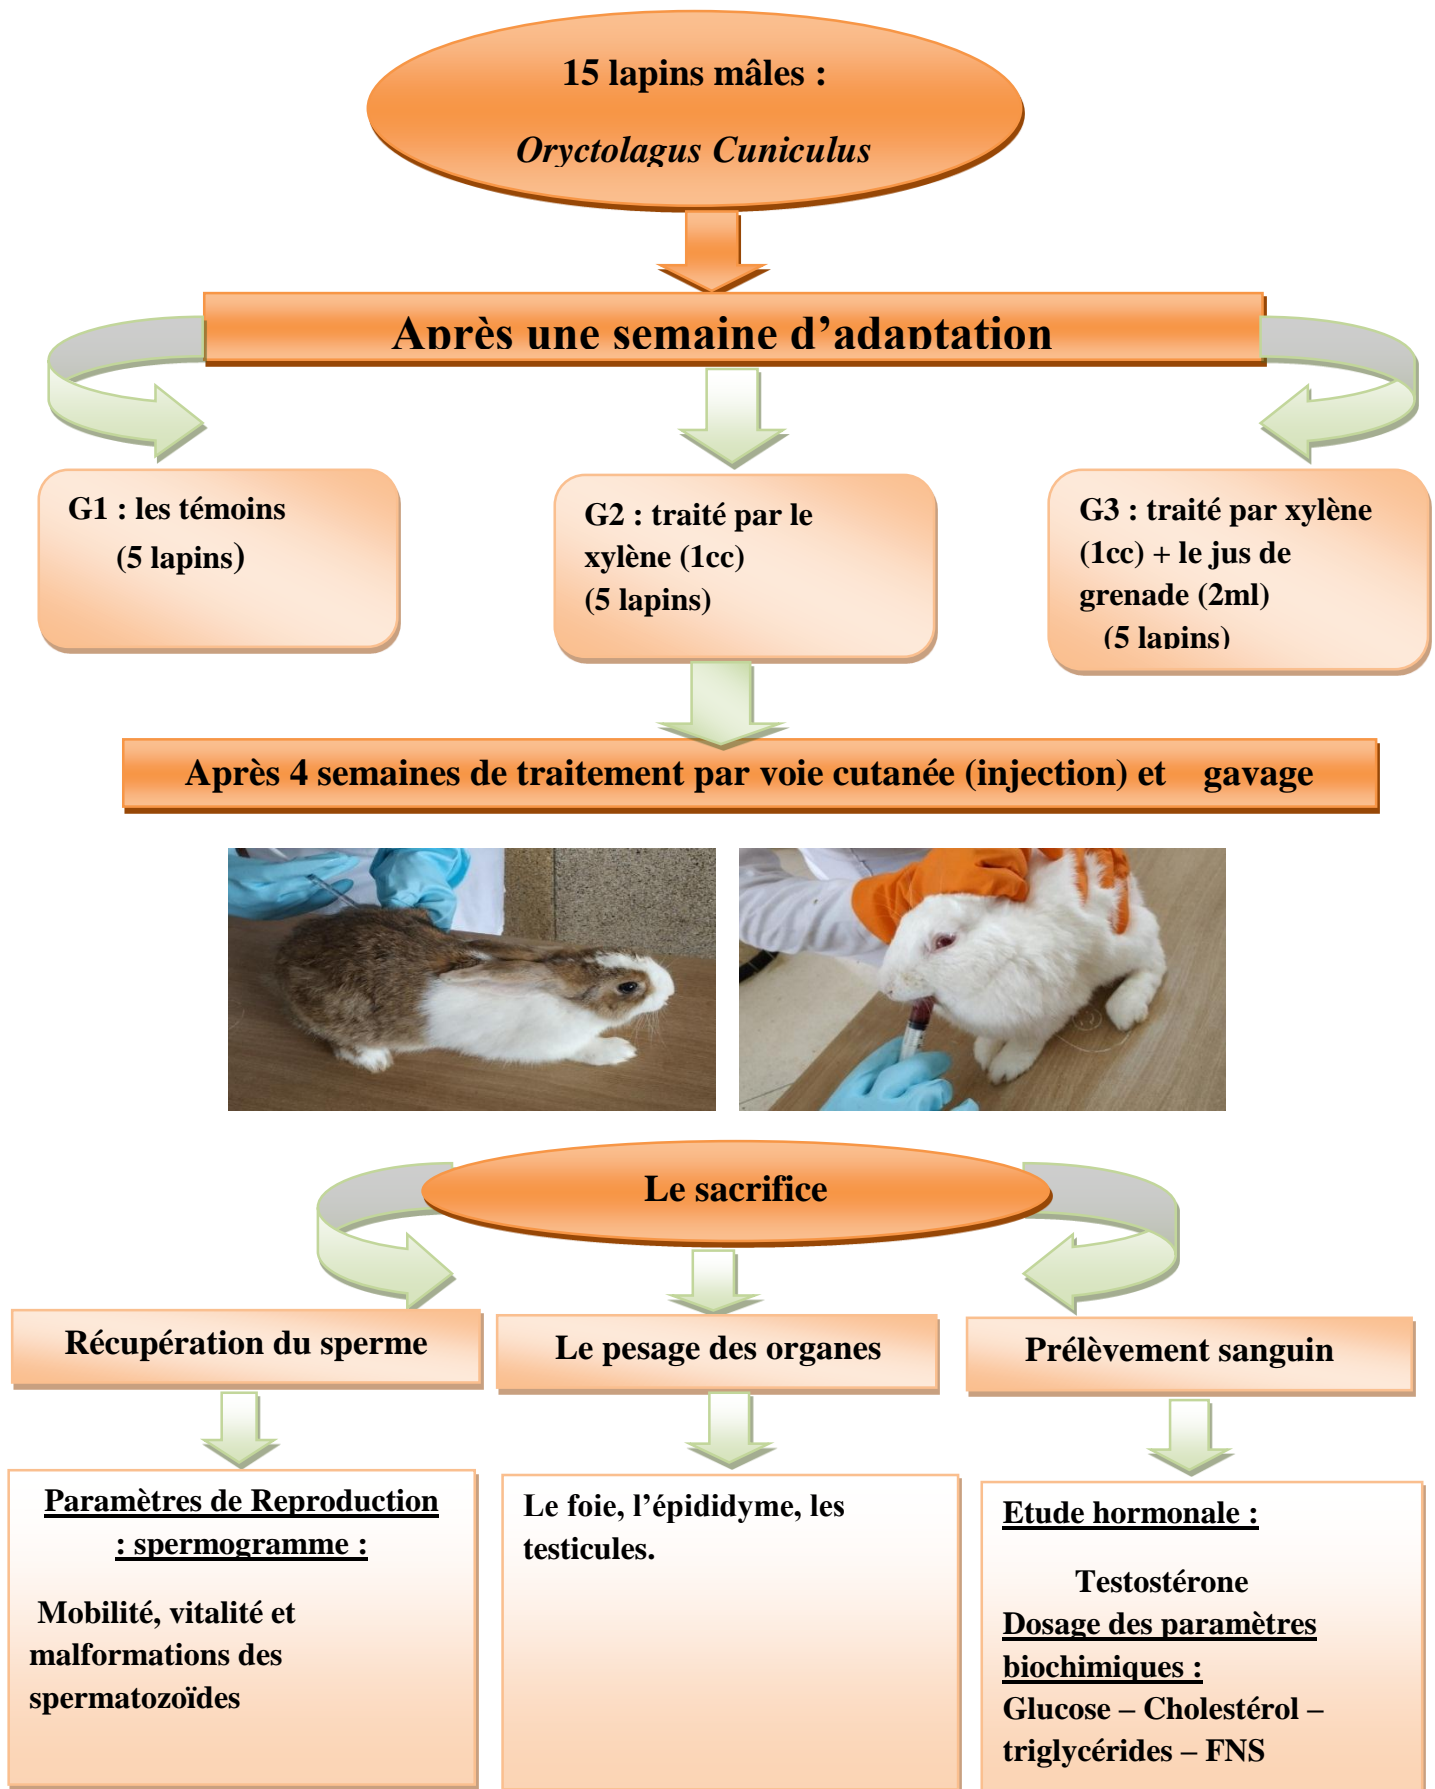 15 lapins mâles :
Oryctolagus Cuniculus
Après une semaine d’adaptation
G1 : les témoins
(5 lapins)
G2 : traité par le
xylène (1cc)
(5 lapins)
G3 : traité par xylène
(1cc) + le jus de
grenade (2ml)
(5 lapins)
Après 4 semaines de traitement par voie cutanée (injection) et gavage
Le sacrifice
Récupération du sperme
Le pesage des organes
Prélèvement sanguin
Paramètres de Reproduction
: spermogramme :
Mobilité, vitalité et
malformations des
spermatozoïdes
Le foie, l’épididyme, les
testicules.
Etude hormonale :
Testostérone
Dosage des paramètres
biochimiques :
Glucose – Cholestérol –
triglycérides – FNS